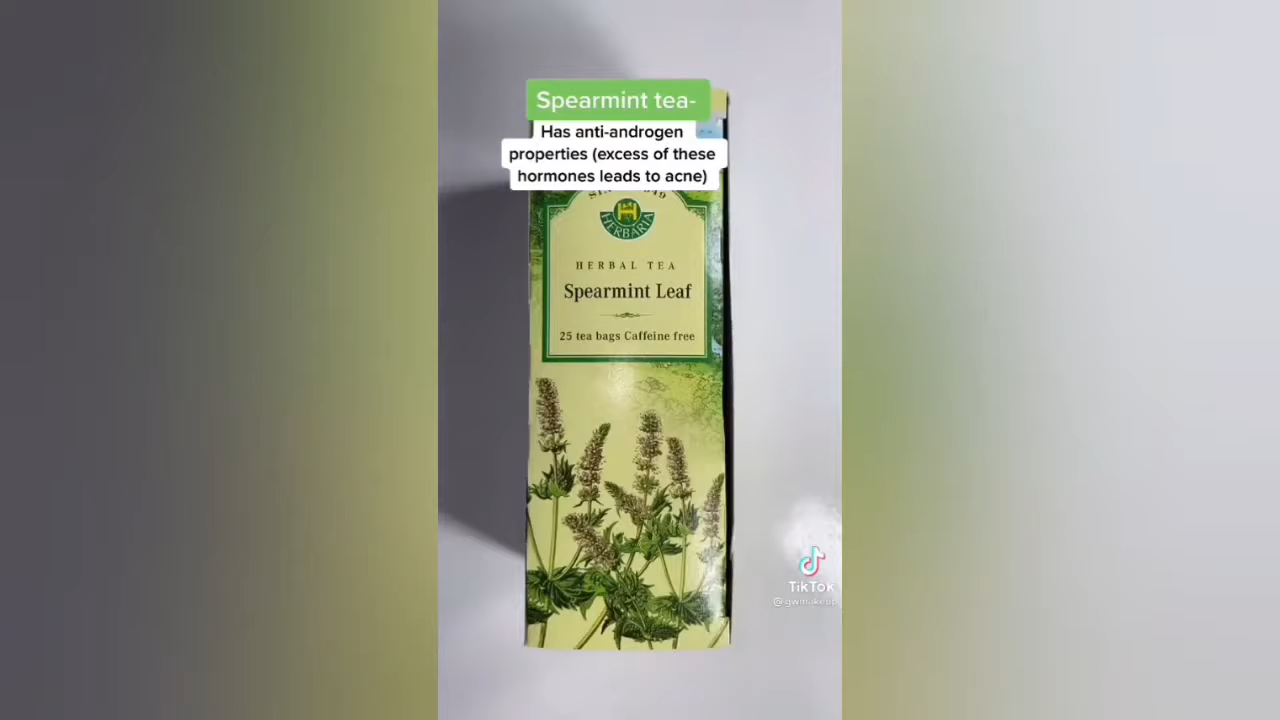 Spearmint tea-
Has anti-androgen
properties (excess of these
hormones leads to acne)
HERBARIA
HERBAL TEA
Spearmint Leaf
25 tea bags Caffeine free
TikTok